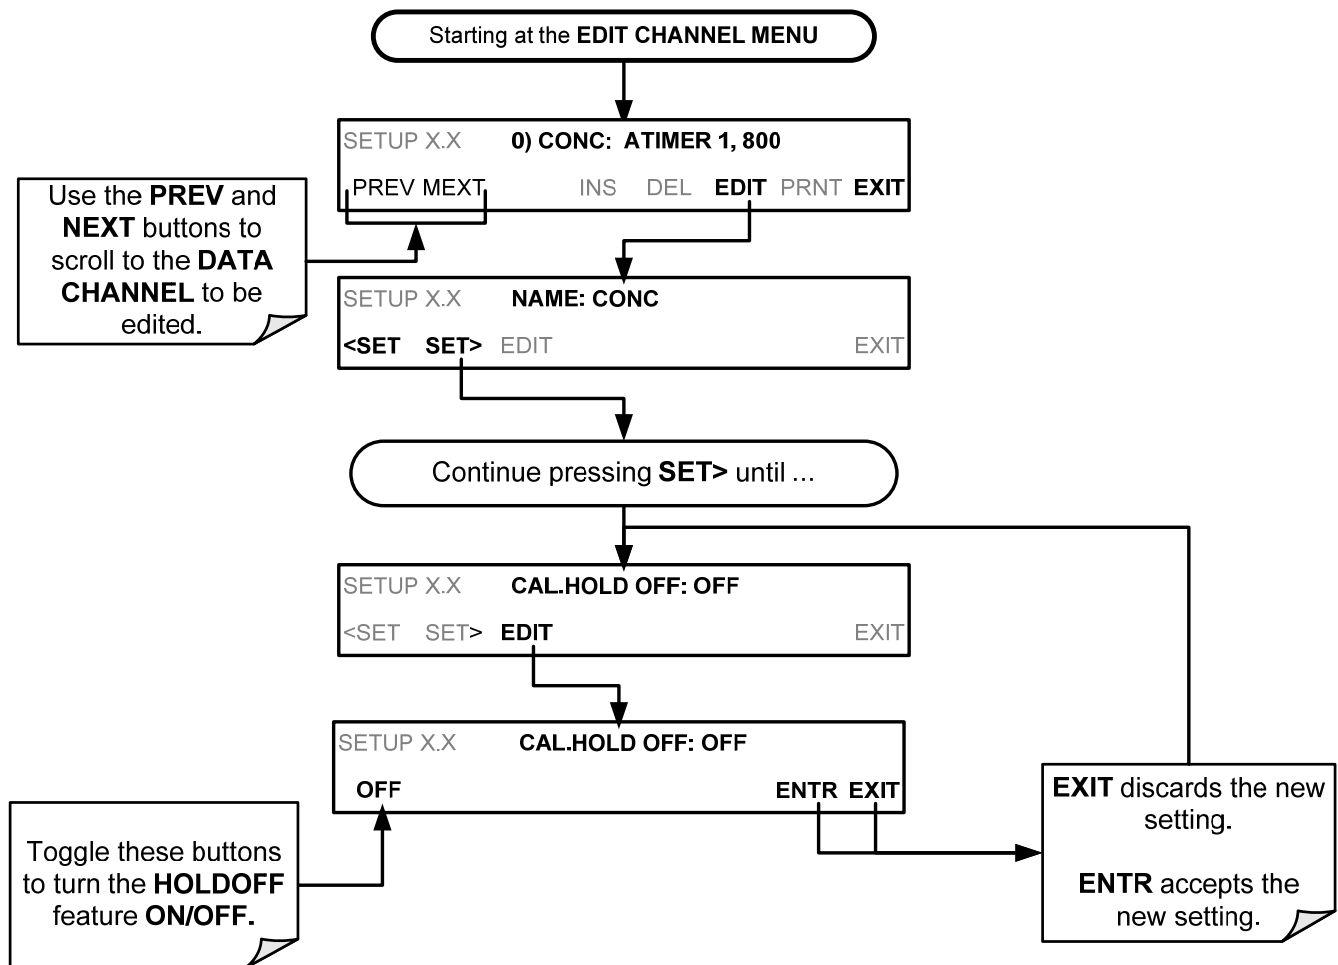 Starting at the EDIT CHANNEL MENU
SETUP X.X 0) CONC: ATIMER 1, 800
PREV MEXT INS DEL EDIT PRNT EXIT
Use the PREV and
NEXT buttons to
scroll to the DATA
CHANNEL to be
edited.
SETUP X.X NAME: CONC
<SET SET> EDIT EXIT
Continue pressing SET> until ...
SETUP X.X CAL.HOLD OFF: OFF
<SET SET> EDIT EXIT
SETUP X.X CAL.HOLD OFF: OFF
OFF ENTR EXIT
Toggle these buttons
to turn the HOLDOFF
feature ON/OFF.
EXIT discards the new
setting.
ENTR accepts the
new setting.